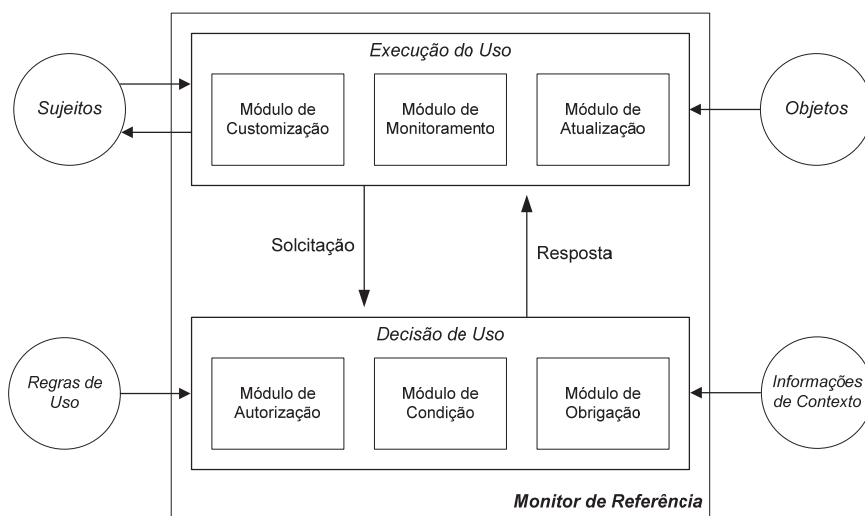 Execução do Uso
Sujeitos
Módulo de
Customização
Módulo de
Monitoramento
Módulo de
Atualização
Objetos
Solcitação
Resposta
Decisão de Uso
Regras de
Uso
Módulo de
Autorização
Módulo de
Condição
Módulo de
Obrigação
Informações
de Contexto
Monitor de Referência